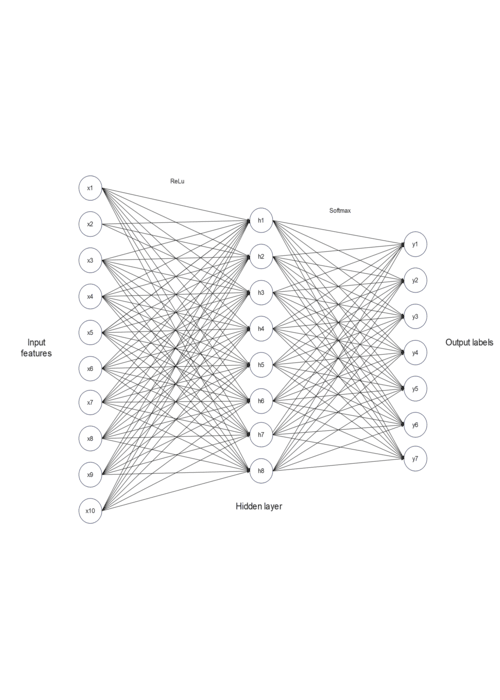 ReLu
Softmax
x1
x2
x3
x4
x5
x6
x7
x8
x9
x10
h1
h2
h3
h4
h5
h6
h7
h8
y1
y2
y3
y4
y5
y6
y7
Input
features
Hidden layer
Output labels